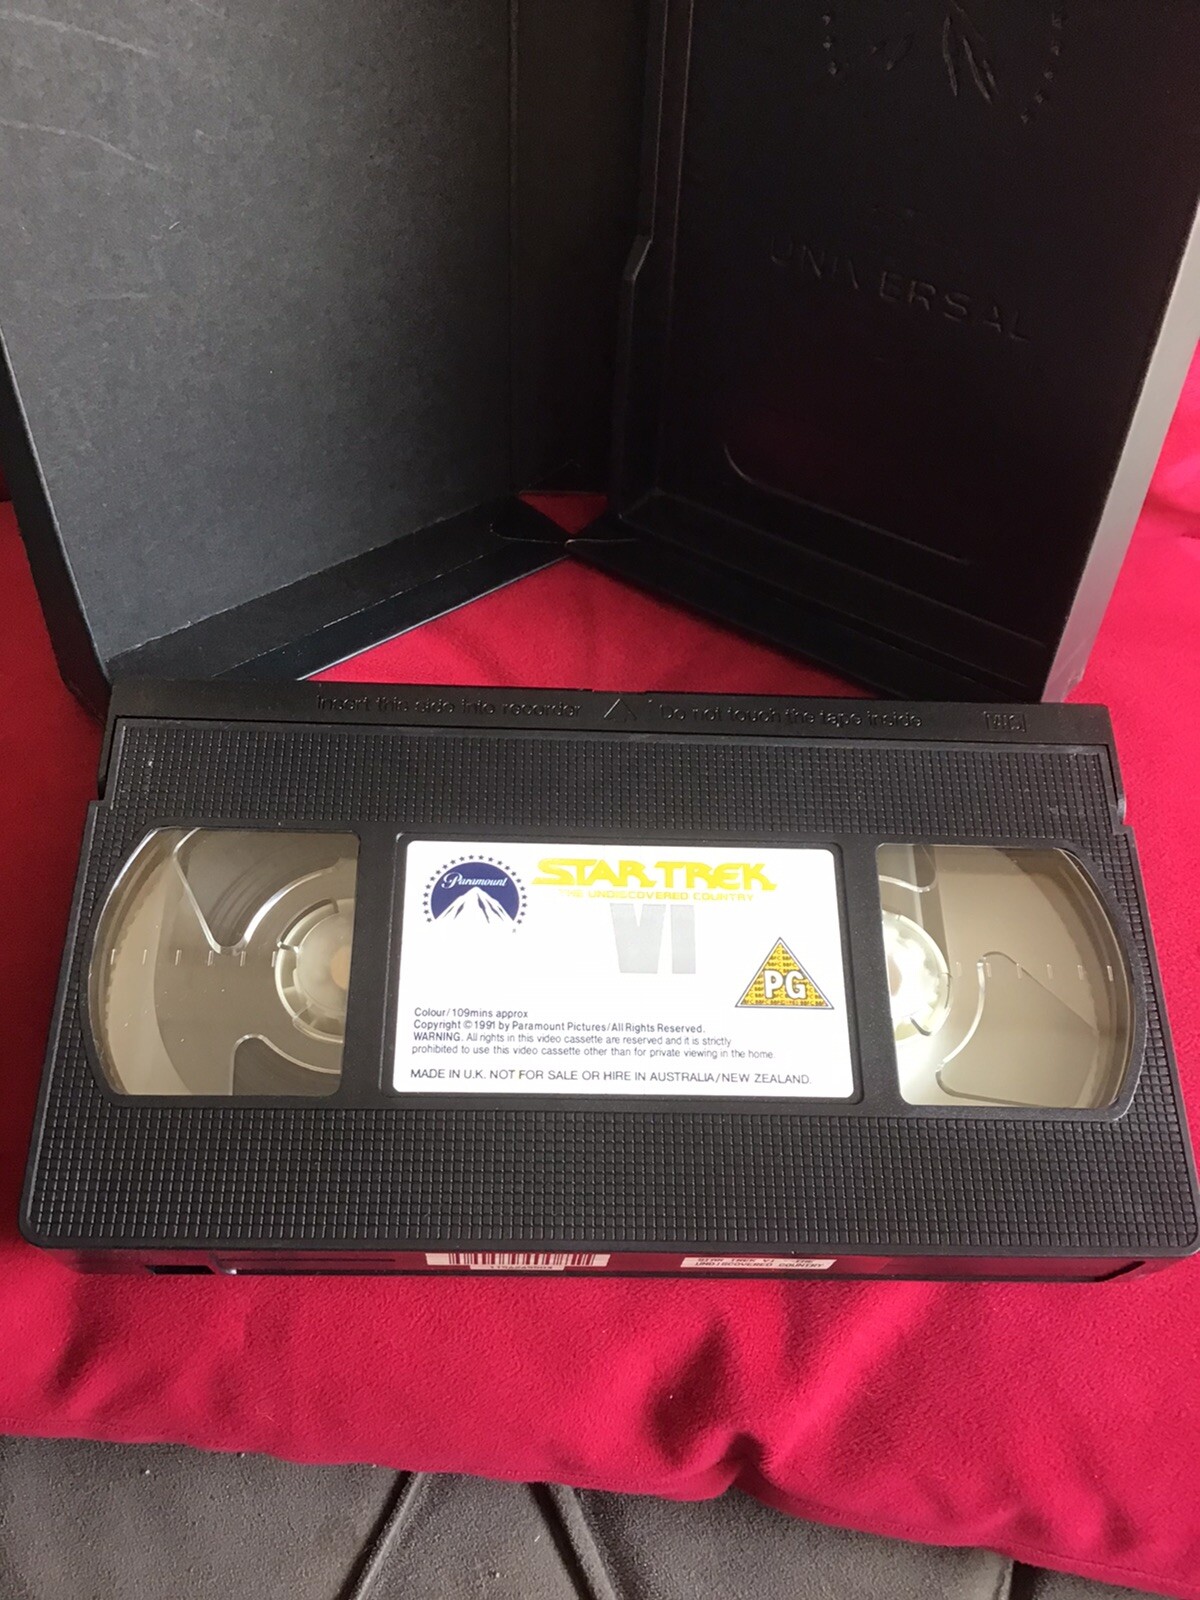 UNIVERSAL
Insert this side into recorder Do not touch the tape inside VHS
Paramount
STAR TREK
THE UNDISCOVERED COUNTRY
VI
PG
Colour/109mins approx
Copyright © 1991 by Paramount Pictures/All Rights Reserved.
WARNING. All rights in this video cassette are reserved and it is strictly
prohibited to use this video cassette other than for private viewing in the home
MADE IN U.K. NOT FOR SALE OR HIRE IN AUSTRALIA/NEW ZEALAND.
STAR TREK VI THE
UNDISCOVERED COUNTRY